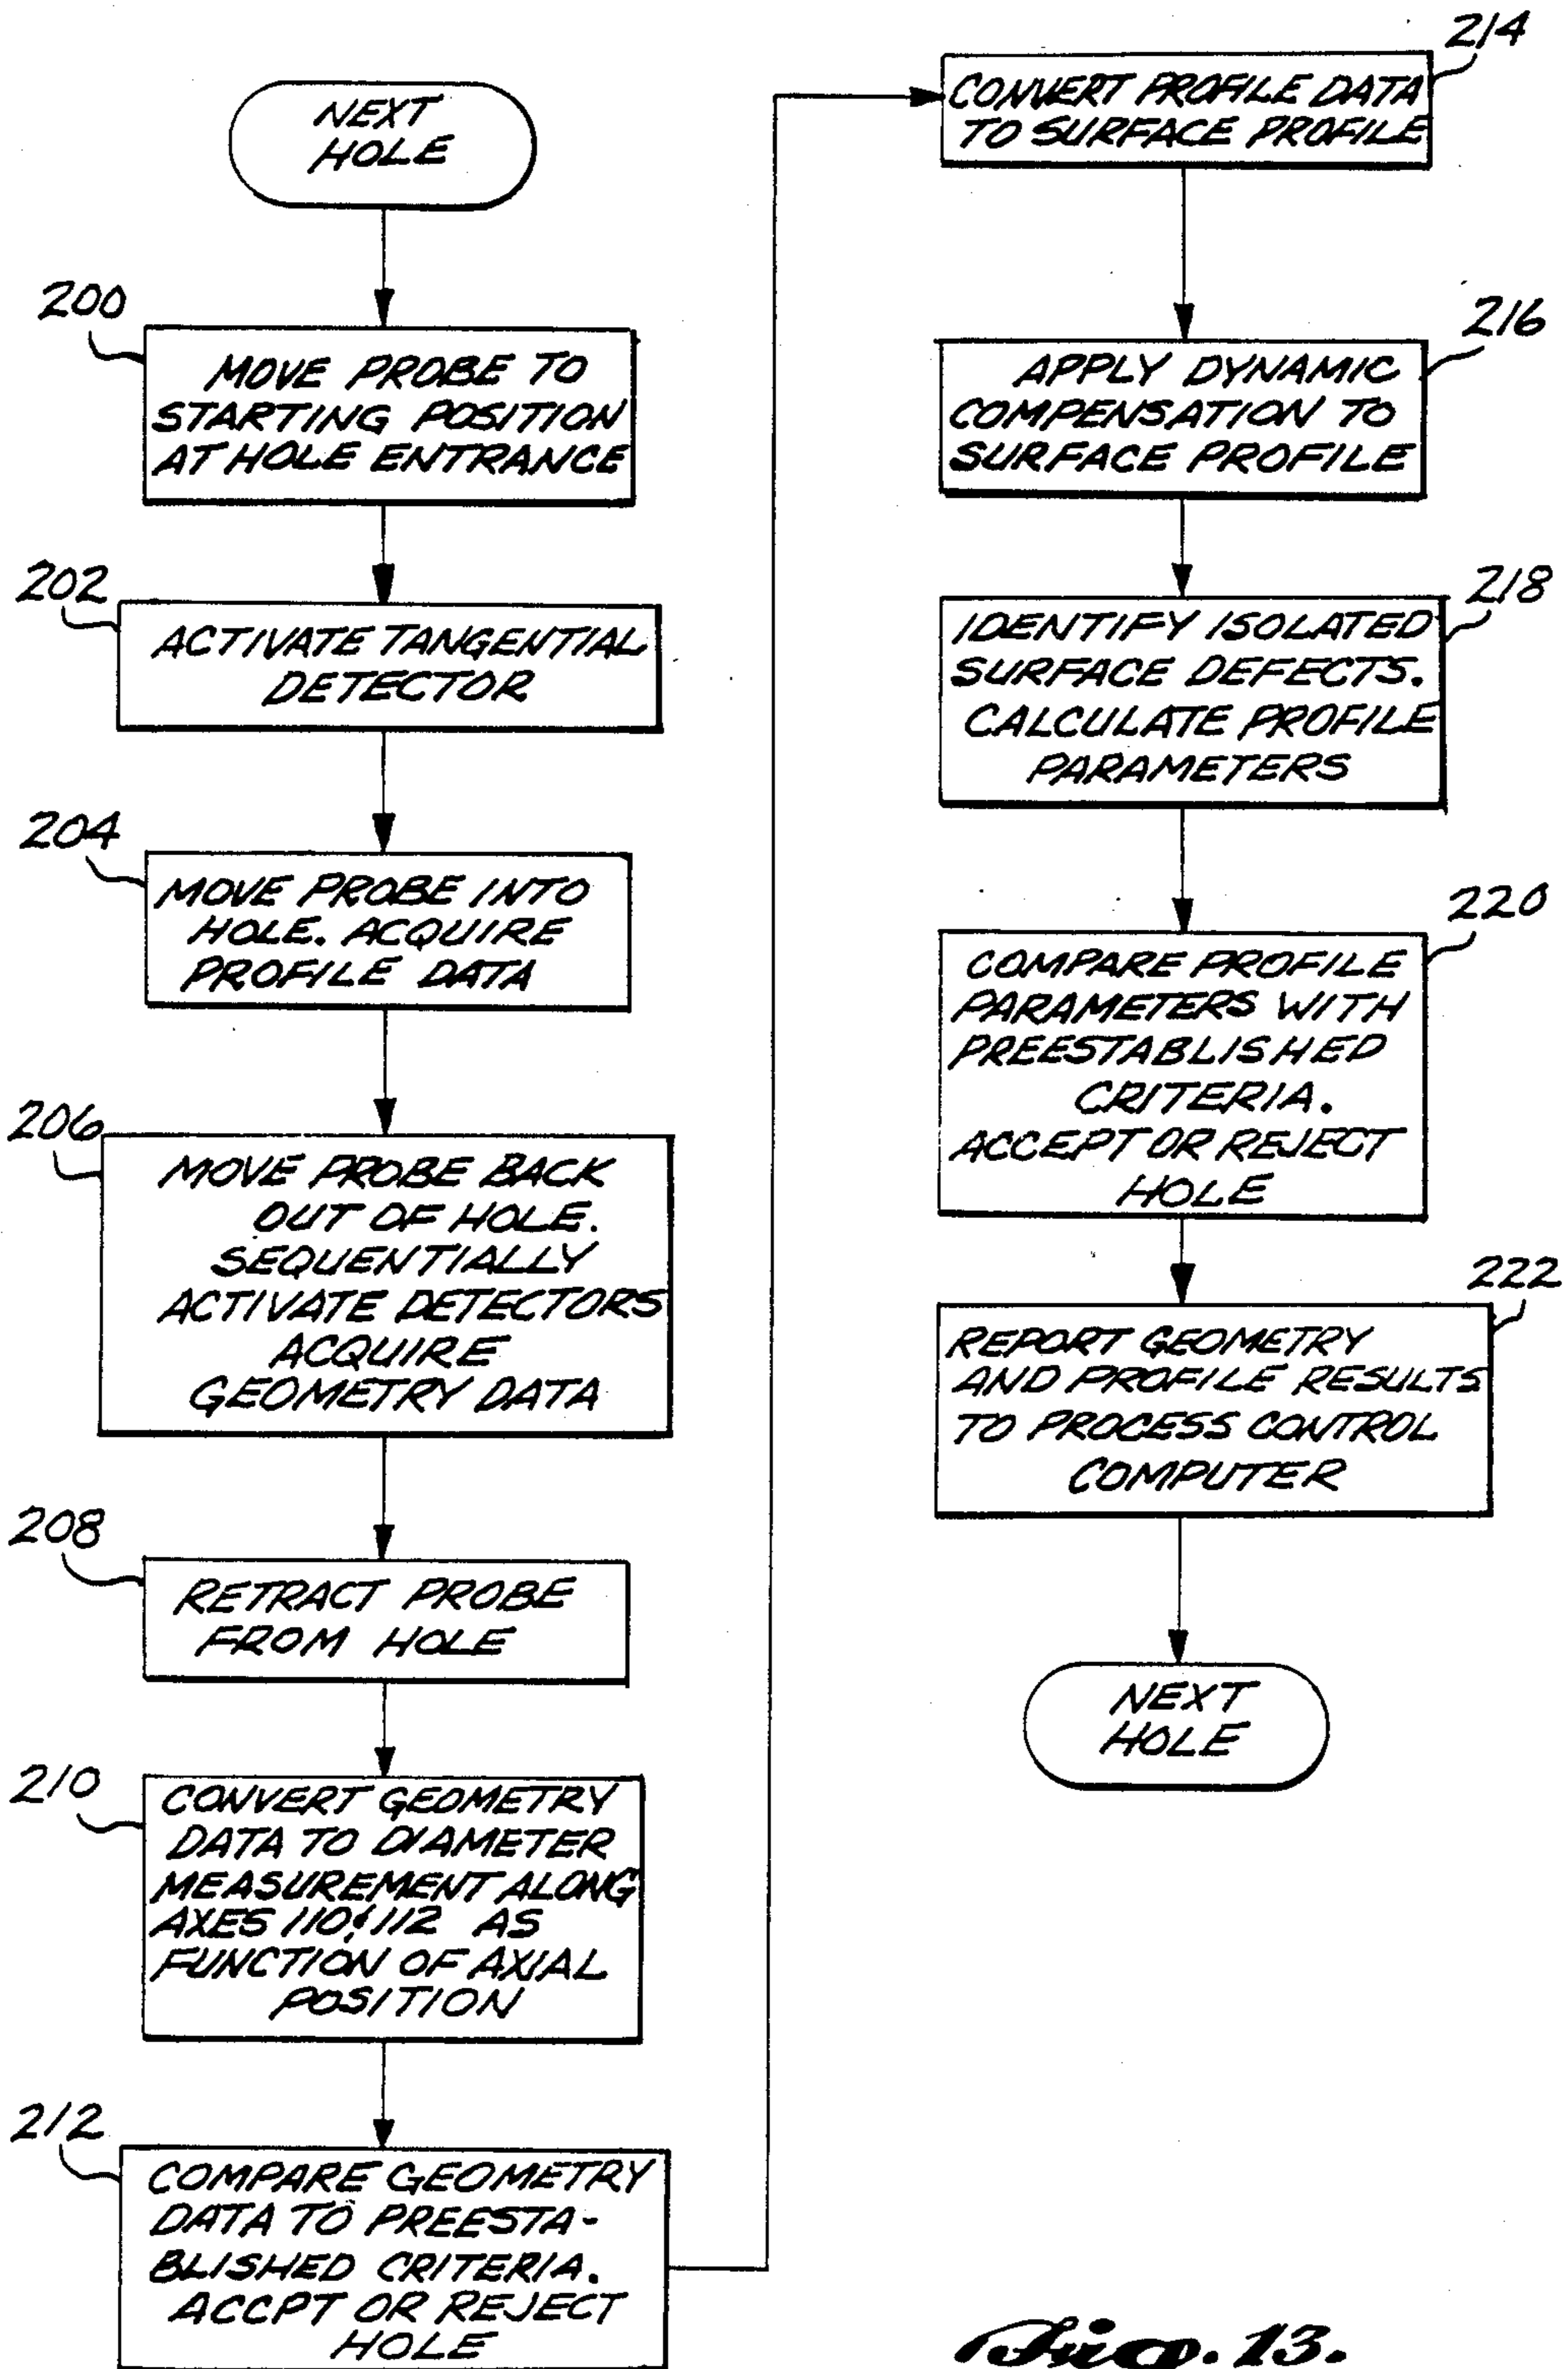 NEXT
HOLE
200
MOVE PROBE TO
STARTING POSITION
AT HOLE ENTRANCE
202
ACTIVATE TANGENTIAL
DETECTOR
204
MOVE PROBE INTO
HOLE. ACQUIRE
PROFILE DATA
206
MOVE PROBE BACK
OUT OF HOLE.
SEQUENTIALLY
ACTIVATE DETECTORS
ACQUIRE
GEOMETRY DATA
208
RETRACT PROBE
FROM HOLE
210
CONVERT GEOMETRY
DATA TO DIAMETER
MEASUREMENT ALONG
AXES 110 & 112 AS
FUNCTION OF AXIAL
POSITION
212
COMPARE GEOMETRY
DATA TO PREESTA-
BLISHED CRITERIA.
ACCPT OR REJECT
HOLE
214
CONVERT PROFILE DATA
TO SURFACE PROFILE
216
APPLY DYNAMIC
COMPENSATION TO
SURFACE PROFILE
218
IDENTIFY ISOLATED
SURFACE DEFECTS.
CALCULATE PROFILE
PARAMETERS
220
COMPARE PROFILE
PARAMETERS WITH
PREESTABLISHED
CRITERIA.
ACCEPT OR REJECT
HOLE
222
REPORT GEOMETRY
AND PROFILE RESULTS
TO PROCESS CONTROL
COMPUTER
NEXT
HOLE
Fig. 13.